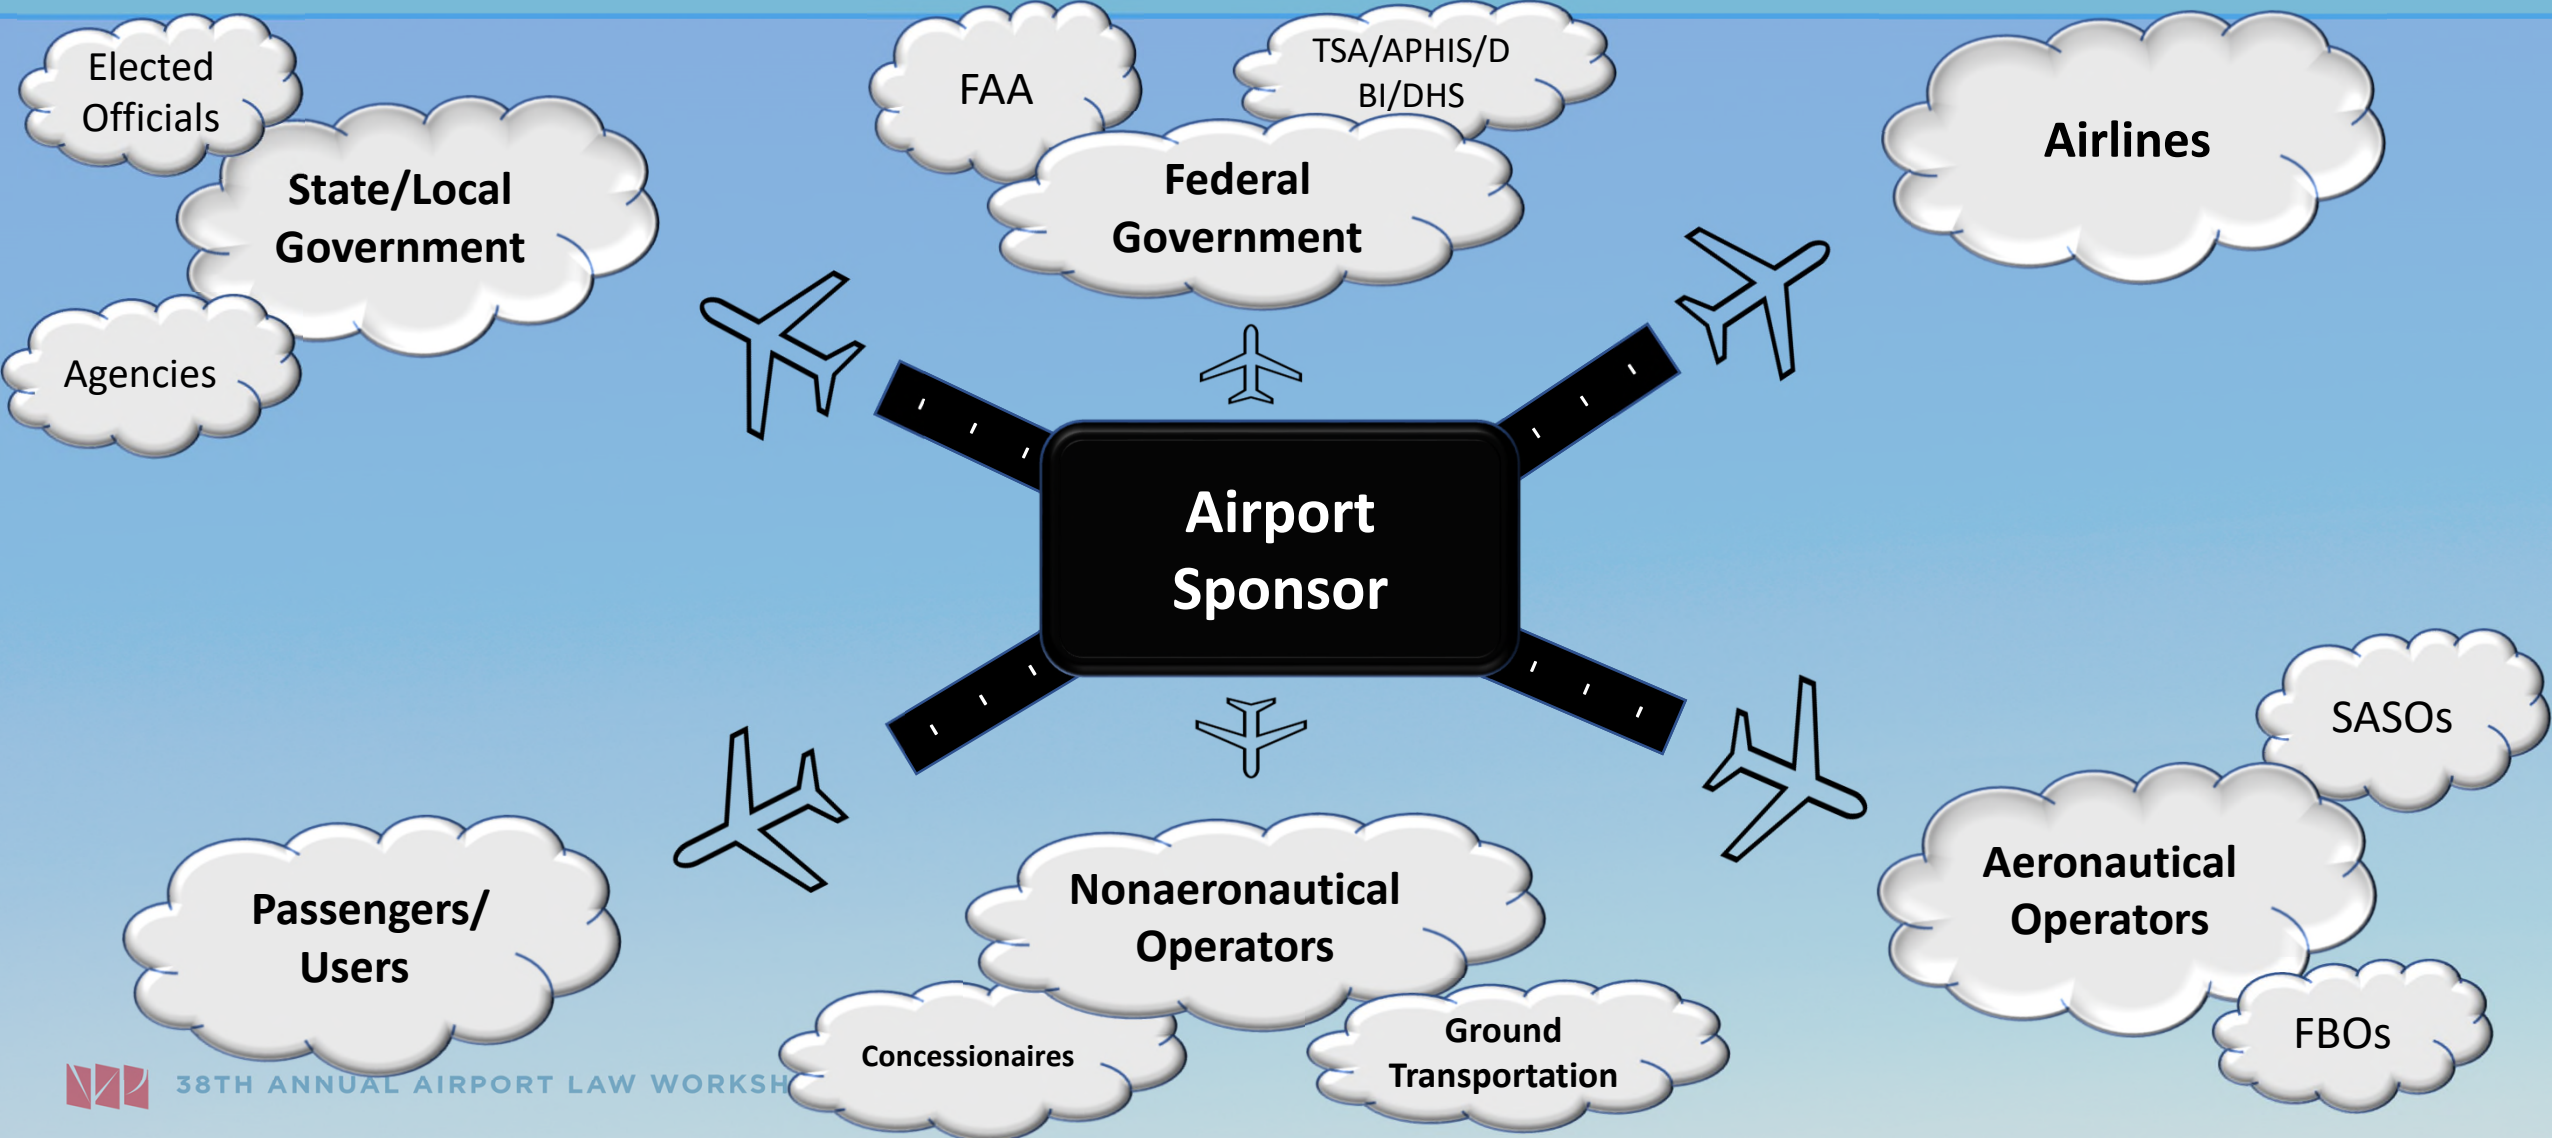 Elected
Officials
State/Local
Government
Agencies
FAA
TSA/APHIS/D
BI/DHS
Federal
Government
Airlines
Airport
Sponsor
Passengers/
Users
Nonaeronautical
Operators
Concessionaires
Ground
Transportation
SASOs
Aeronautical
Operators
FBOs
38TH ANNUAL AIRPORT LAW WORKSH